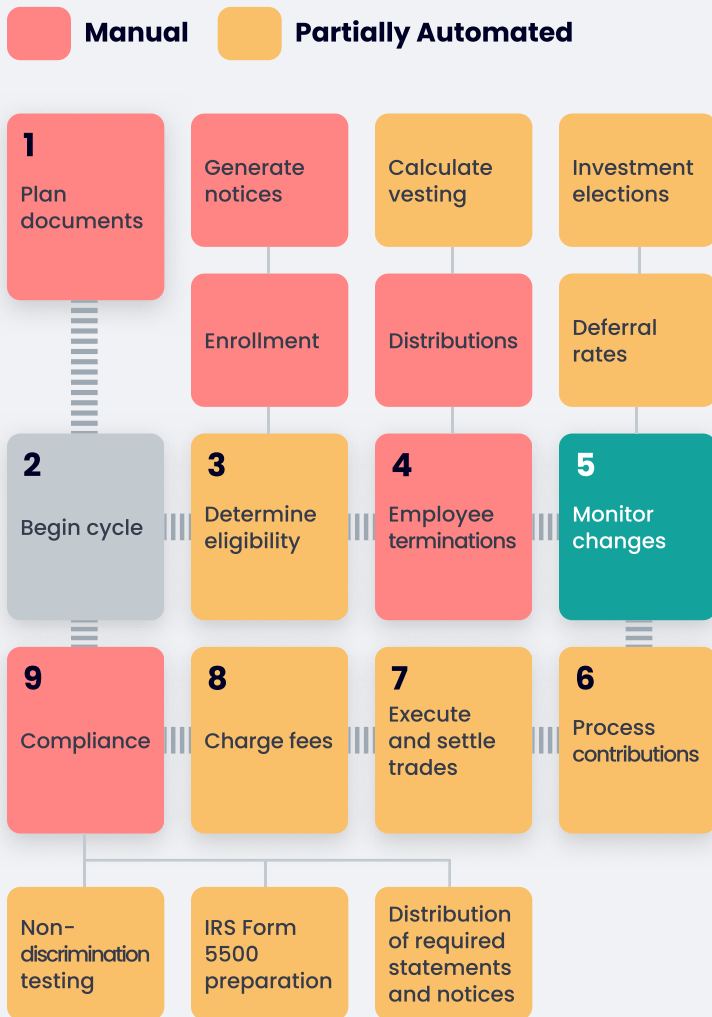 Manual
Partially Automated
1
Plan
documents
Generate
notices
Calculate
vesting
Investment
elections
Enrollment
Distributions
Deferral
rates
2
Begin cycle
3
Determine
eligibility
4
Employee
terminations
5
Monitor
changes
9
Compliance
8
Charge fees
7
Execute
and settle
trades
6
Process
contributions
Non-
discrimination
testing
IRS Form
5500
preparation
Distribution
of required
statements
and notices